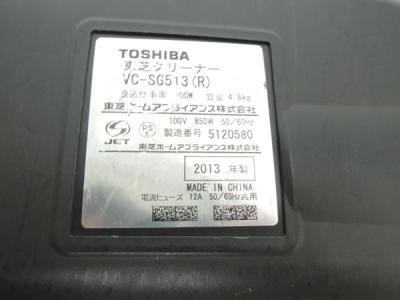 TOSHIBA
東芝クリーナー
VC-SG513(R)
吸込仕事率 00W 質量 4.8kg
東芝ホームアプライアンス株式会社
100V 850W 50/60Hz
PS E
製造番号 5120580
JET
東芝ホームアプライアンス株式会社
2013 年製
MADE IN CHINA
電流ヒューズ 12A 50/60Hz共用